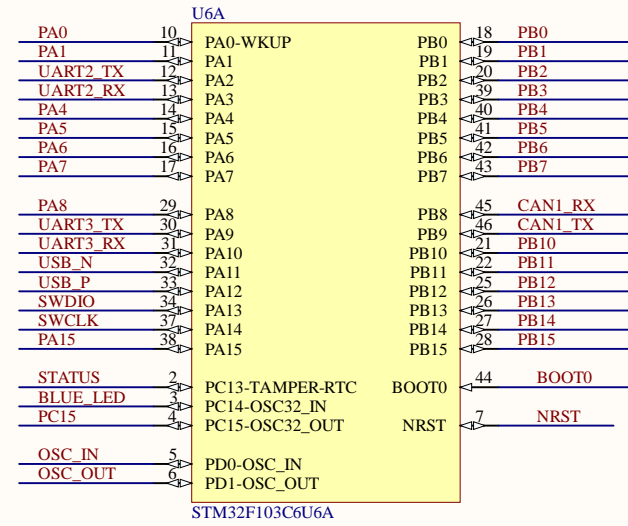 U6A
PA0 10 PA0-WKUP PB0 18 PB0
PA1 11 PA1 PB1 19 PB1
UART2_TX 12 PA2 PB2 20 PB2
UART2_RX 13 PA3 PB3 39 PB3
PA4 14 PA4 PB4 40 PB4
PA5 15 PA5 PB5 41 PB5
PA6 16 PA6 PB6 42 PB6
PA7 17 PA7 PB7 43 PB7
PA8 29 PA8 PB8 45 CAN1_RX
UART3_TX 30 PA9 PB9 46 CAN1_TX
UART3_RX 31 PA10 PB10 21 PB10
USB_N 32 PA11 PB11 22 PB11
USB_P 33 PA12 PB12 25 PB12
SWDIO 34 PA13 PB13 26 PB13
SWCLK 37 PA14 PB14 27 PB14
PA15 38 PA15 PB15 28 PB15
STATUS 2 PC13-TAMPER-RTC BOOT0 44 BOOT0
BLUE_LED 3 PC14-OSC32_IN
PC15 4 PC15-OSC32_OUT NRST 7 NRST
OSC_IN 5 PD0-OSC_IN
OSC_OUT 6 PD1-OSC_OUT
STM32F103C6U6A